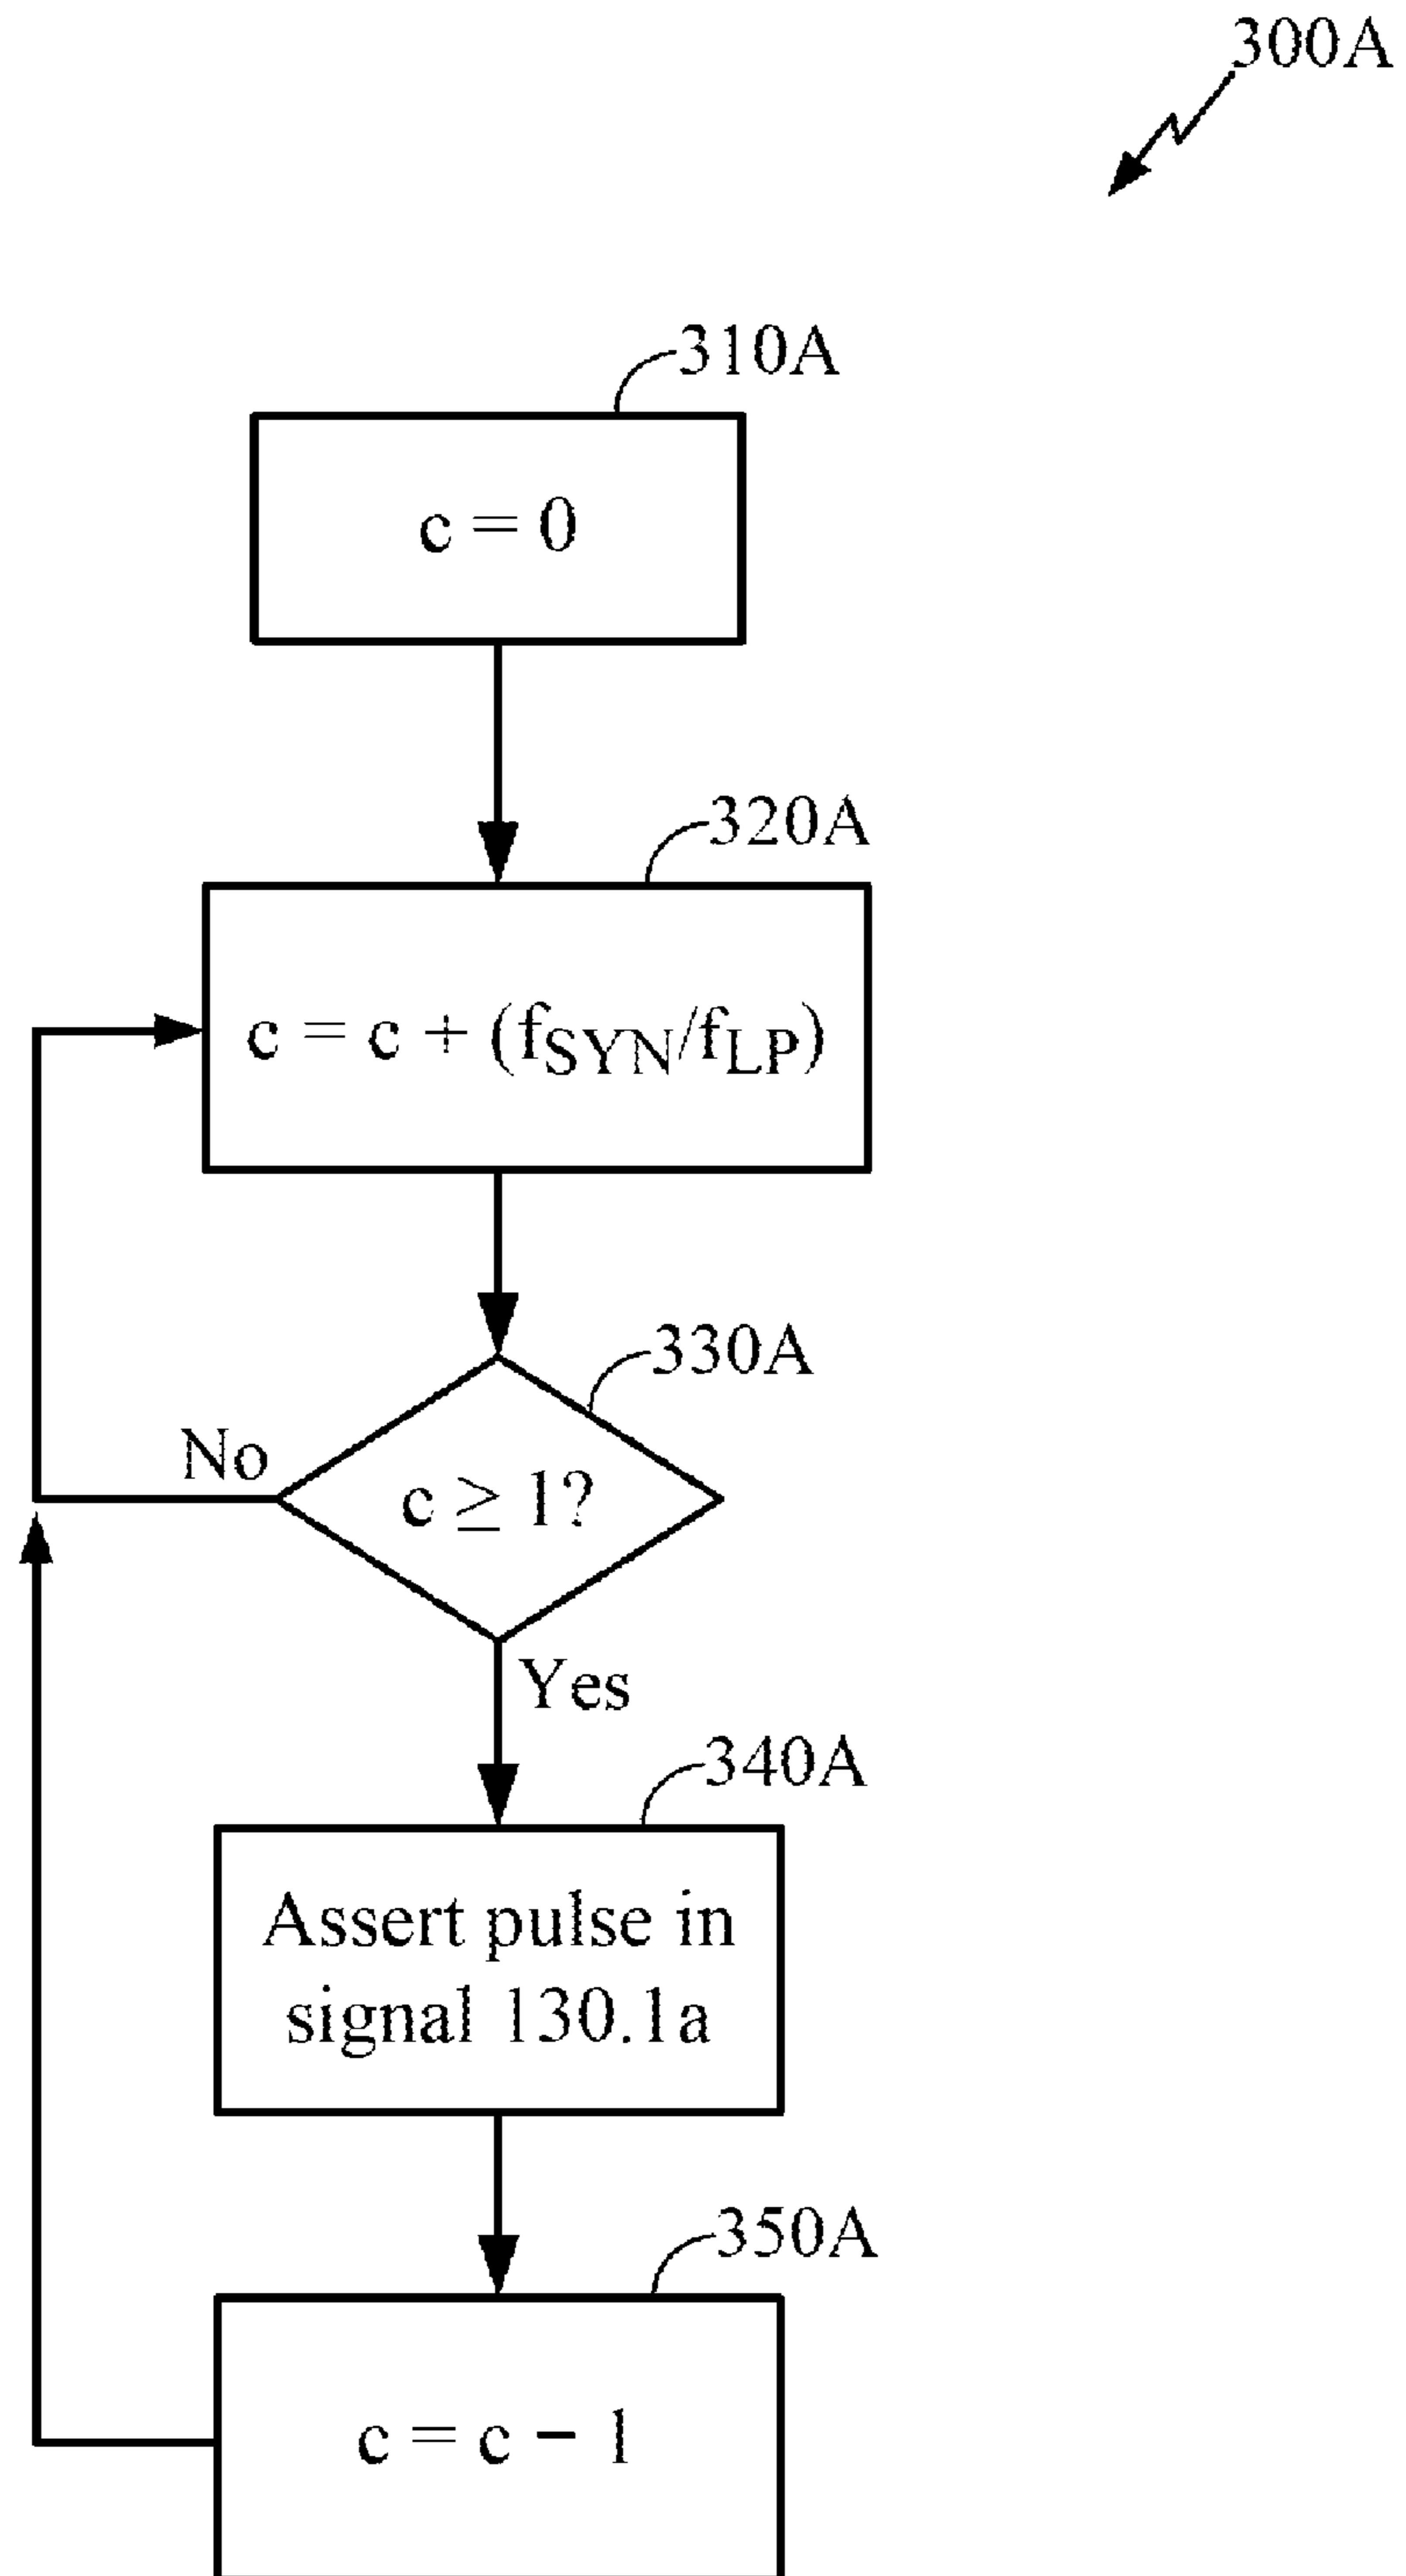 300A
310A
c = 0
320A
c = c + (fSYN/fLP)
330A
No
c ≥ 1?
Yes
340A
Assert pulse in
signal 130.1a
350A
c = c − 1